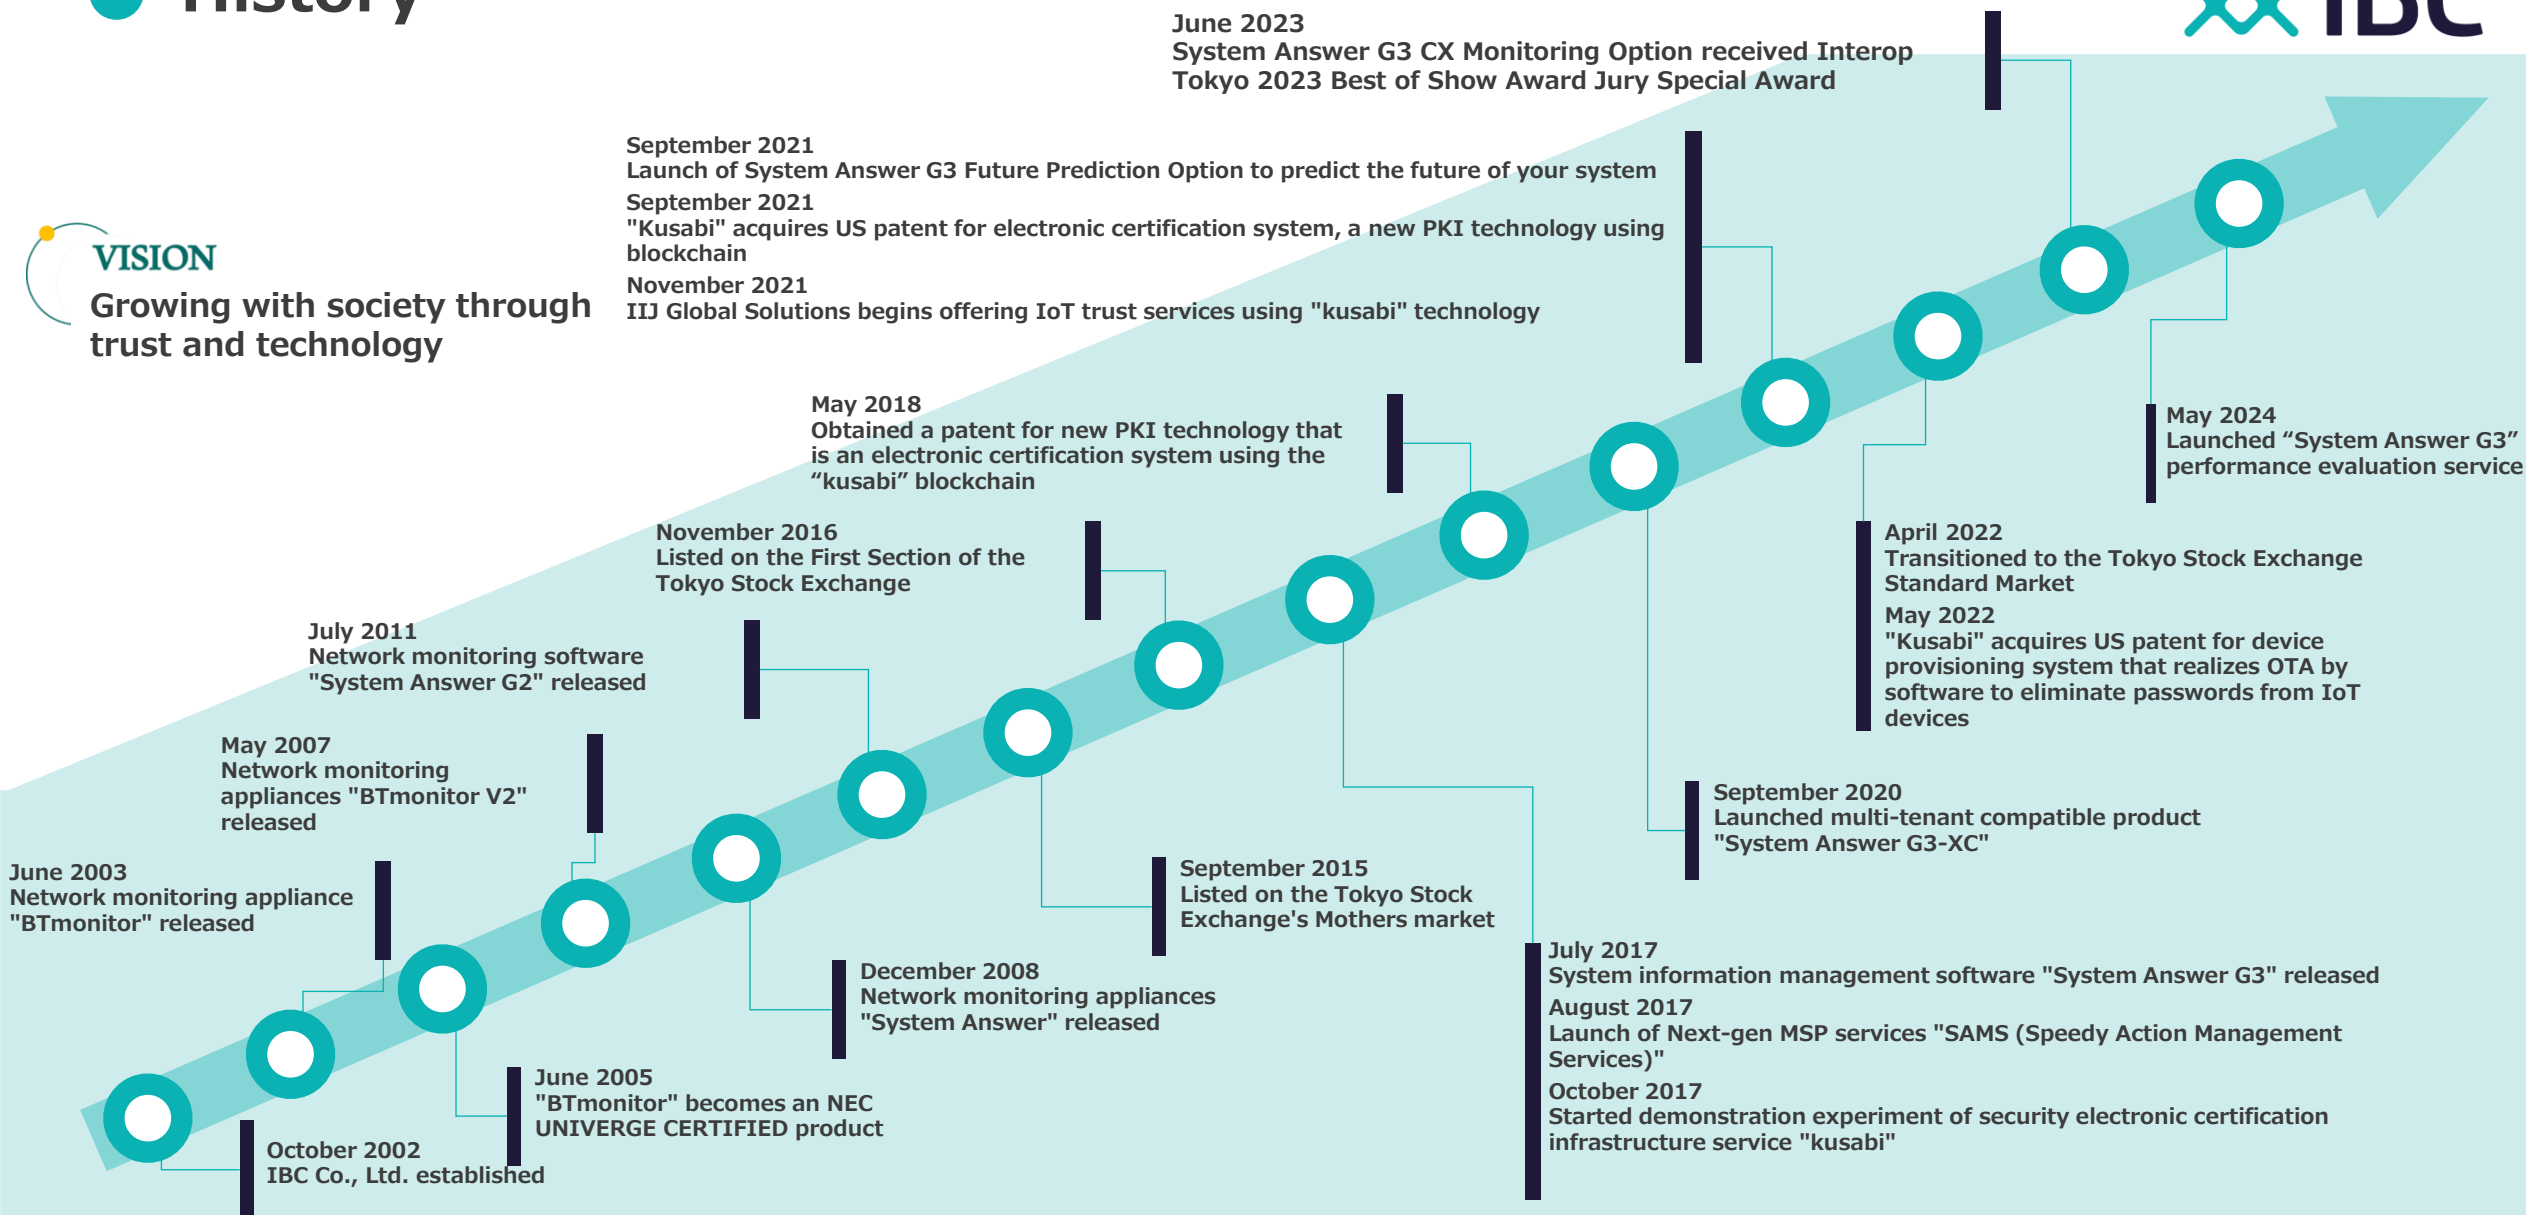 History
IBC
VISION
Growing with society through
trust and technology
June 2023
System Answer G3 CX Monitoring Option received Interop
Tokyo 2023 Best of Show Award Jury Special Award
September 2021
Launch of System Answer G3 Future Prediction Option to predict the future of your system
September 2021
"Kusabi" acquires US patent for electronic certification system, a new PKI technology using
blockchain
November 2021
IIJ Global Solutions begins offering IoT trust services using "kusabi" technology
May 2018
Obtained a patent for new PKI technology that
is an electronic certification system using the
“kusabi” blockchain
November 2016
Listed on the First Section of the
Tokyo Stock Exchange
July 2011
Network monitoring software
"System Answer G2" released
May 2007
Network monitoring
appliances "BTmonitor V2"
released
June 2003
Network monitoring appliance
"BTmonitor" released
October 2002
IBC Co., Ltd. established
June 2005
"BTmonitor" becomes an NEC
UNIVERGE CERTIFIED product
December 2008
Network monitoring appliances
"System Answer" released
September 2015
Listed on the Tokyo Stock
Exchange's Mothers market
July 2017
System information management software "System Answer G3" released
August 2017
Launch of Next-gen MSP services "SAMS (Speedy Action Management
Services)"
October 2017
Started demonstration experiment of security electronic certification
infrastructure service "kusabi"
September 2020
Launched multi-tenant compatible product
"System Answer G3-XC"
April 2022
Transitioned to the Tokyo Stock Exchange
Standard Market
May 2022
"Kusabi" acquires US patent for device
provisioning system that realizes OTA by
software to eliminate passwords from IoT
devices
May 2024
Launched “System Answer G3”
performance evaluation service